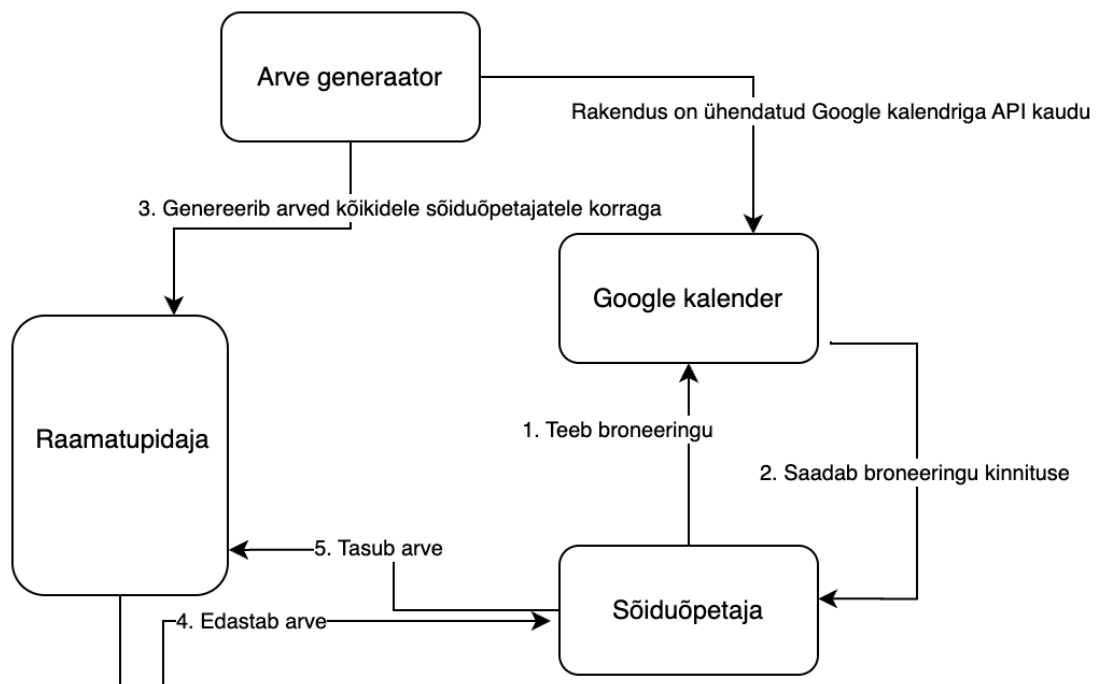 Arve generaator
Rakendus on ühendatud Google kalendriga API kaudu
3. Genereerib arved kõikidele sõiduõpetajatele korraga
Google kalender
Raamatupidaja
1. Teeb broneeringu
2. Saadab broneeringu kinnituse
5. Tasub arve
Sõiduõpetaja
4. Edastab arve